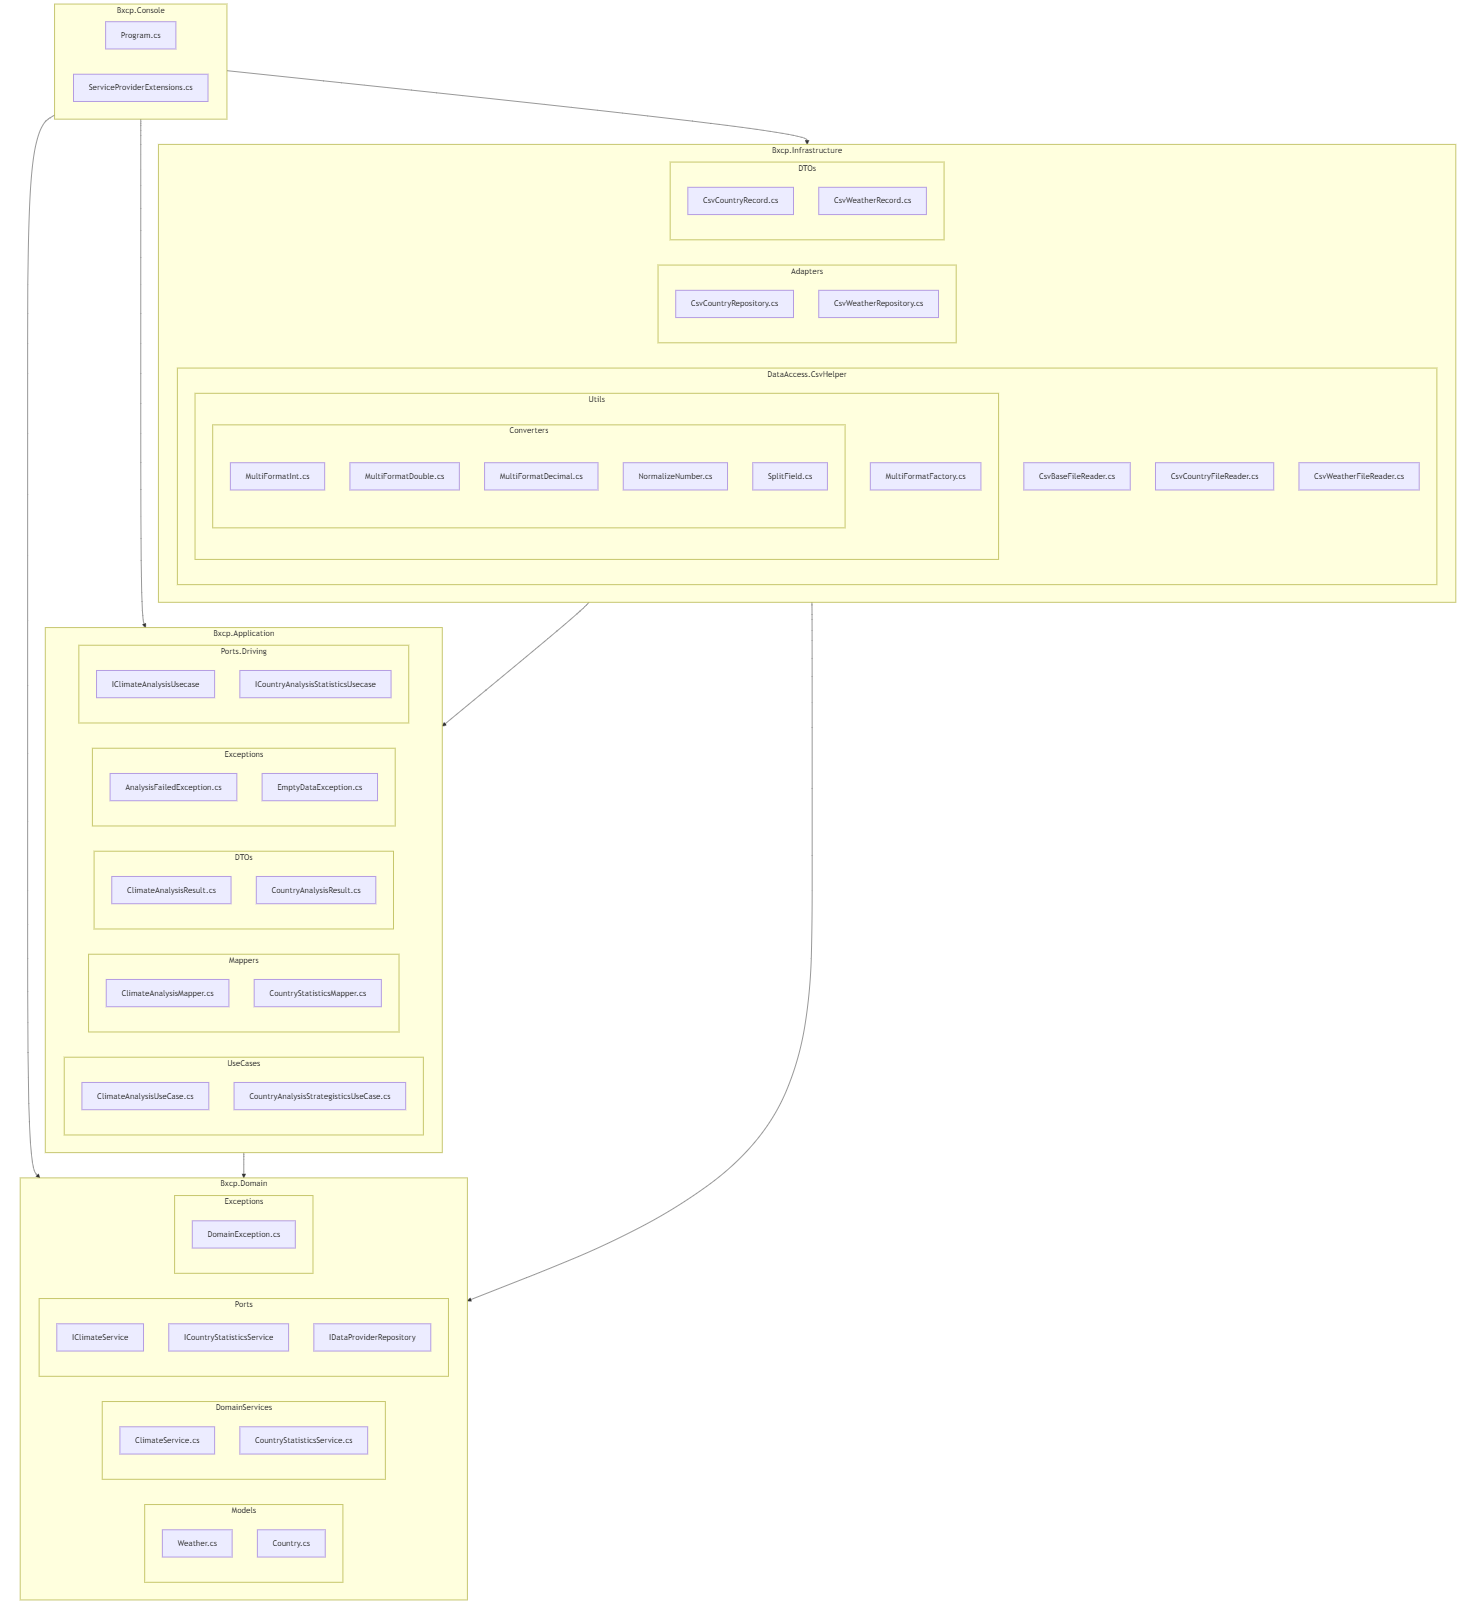 Bxcp.Console
Program.cs
ServiceProviderExtensions.cs
Bxcp.Infrastructure
DTOs
CsvCountryRecord.cs
CsvWeatherRecord.cs
Adapters
CsvCountryRepository.cs
CsvWeatherRepository.cs
DataAccess.CsvHelper
Utils
Converters
MultiFormatInt.cs
MultiFormatDouble.cs
MultiFormatDecimal.cs
NormalizeNumber.cs
SplitField.cs
MultiFormatFactory.cs
CsvBaseFileReader.cs
CsvCountryFileReader.cs
CsvWeatherFileReader.cs
Bxcp.Application
Ports.Driving
IClimateAnalysisUsecase
ICountryAnalysisStatisticsUsecase
Exceptions
AnalysisFailedException.cs
EmptyDataException.cs
DTOs
ClimateAnalysisResult.cs
CountryAnalysisResult.cs
Mappers
ClimateAnalysisMapper.cs
CountryStatisticsMapper.cs
UseCases
ClimateAnalysisUseCase.cs
CountryAnalysisStrategisticsUseCase.cs
Bxcp.Domain
Exceptions
DomainException.cs
Ports
IClimateService
ICountryStatisticsService
IDataProviderRepository
DomainServices
ClimateService.cs
CountryStatisticsService.cs
Models
Weather.cs
Country.cs